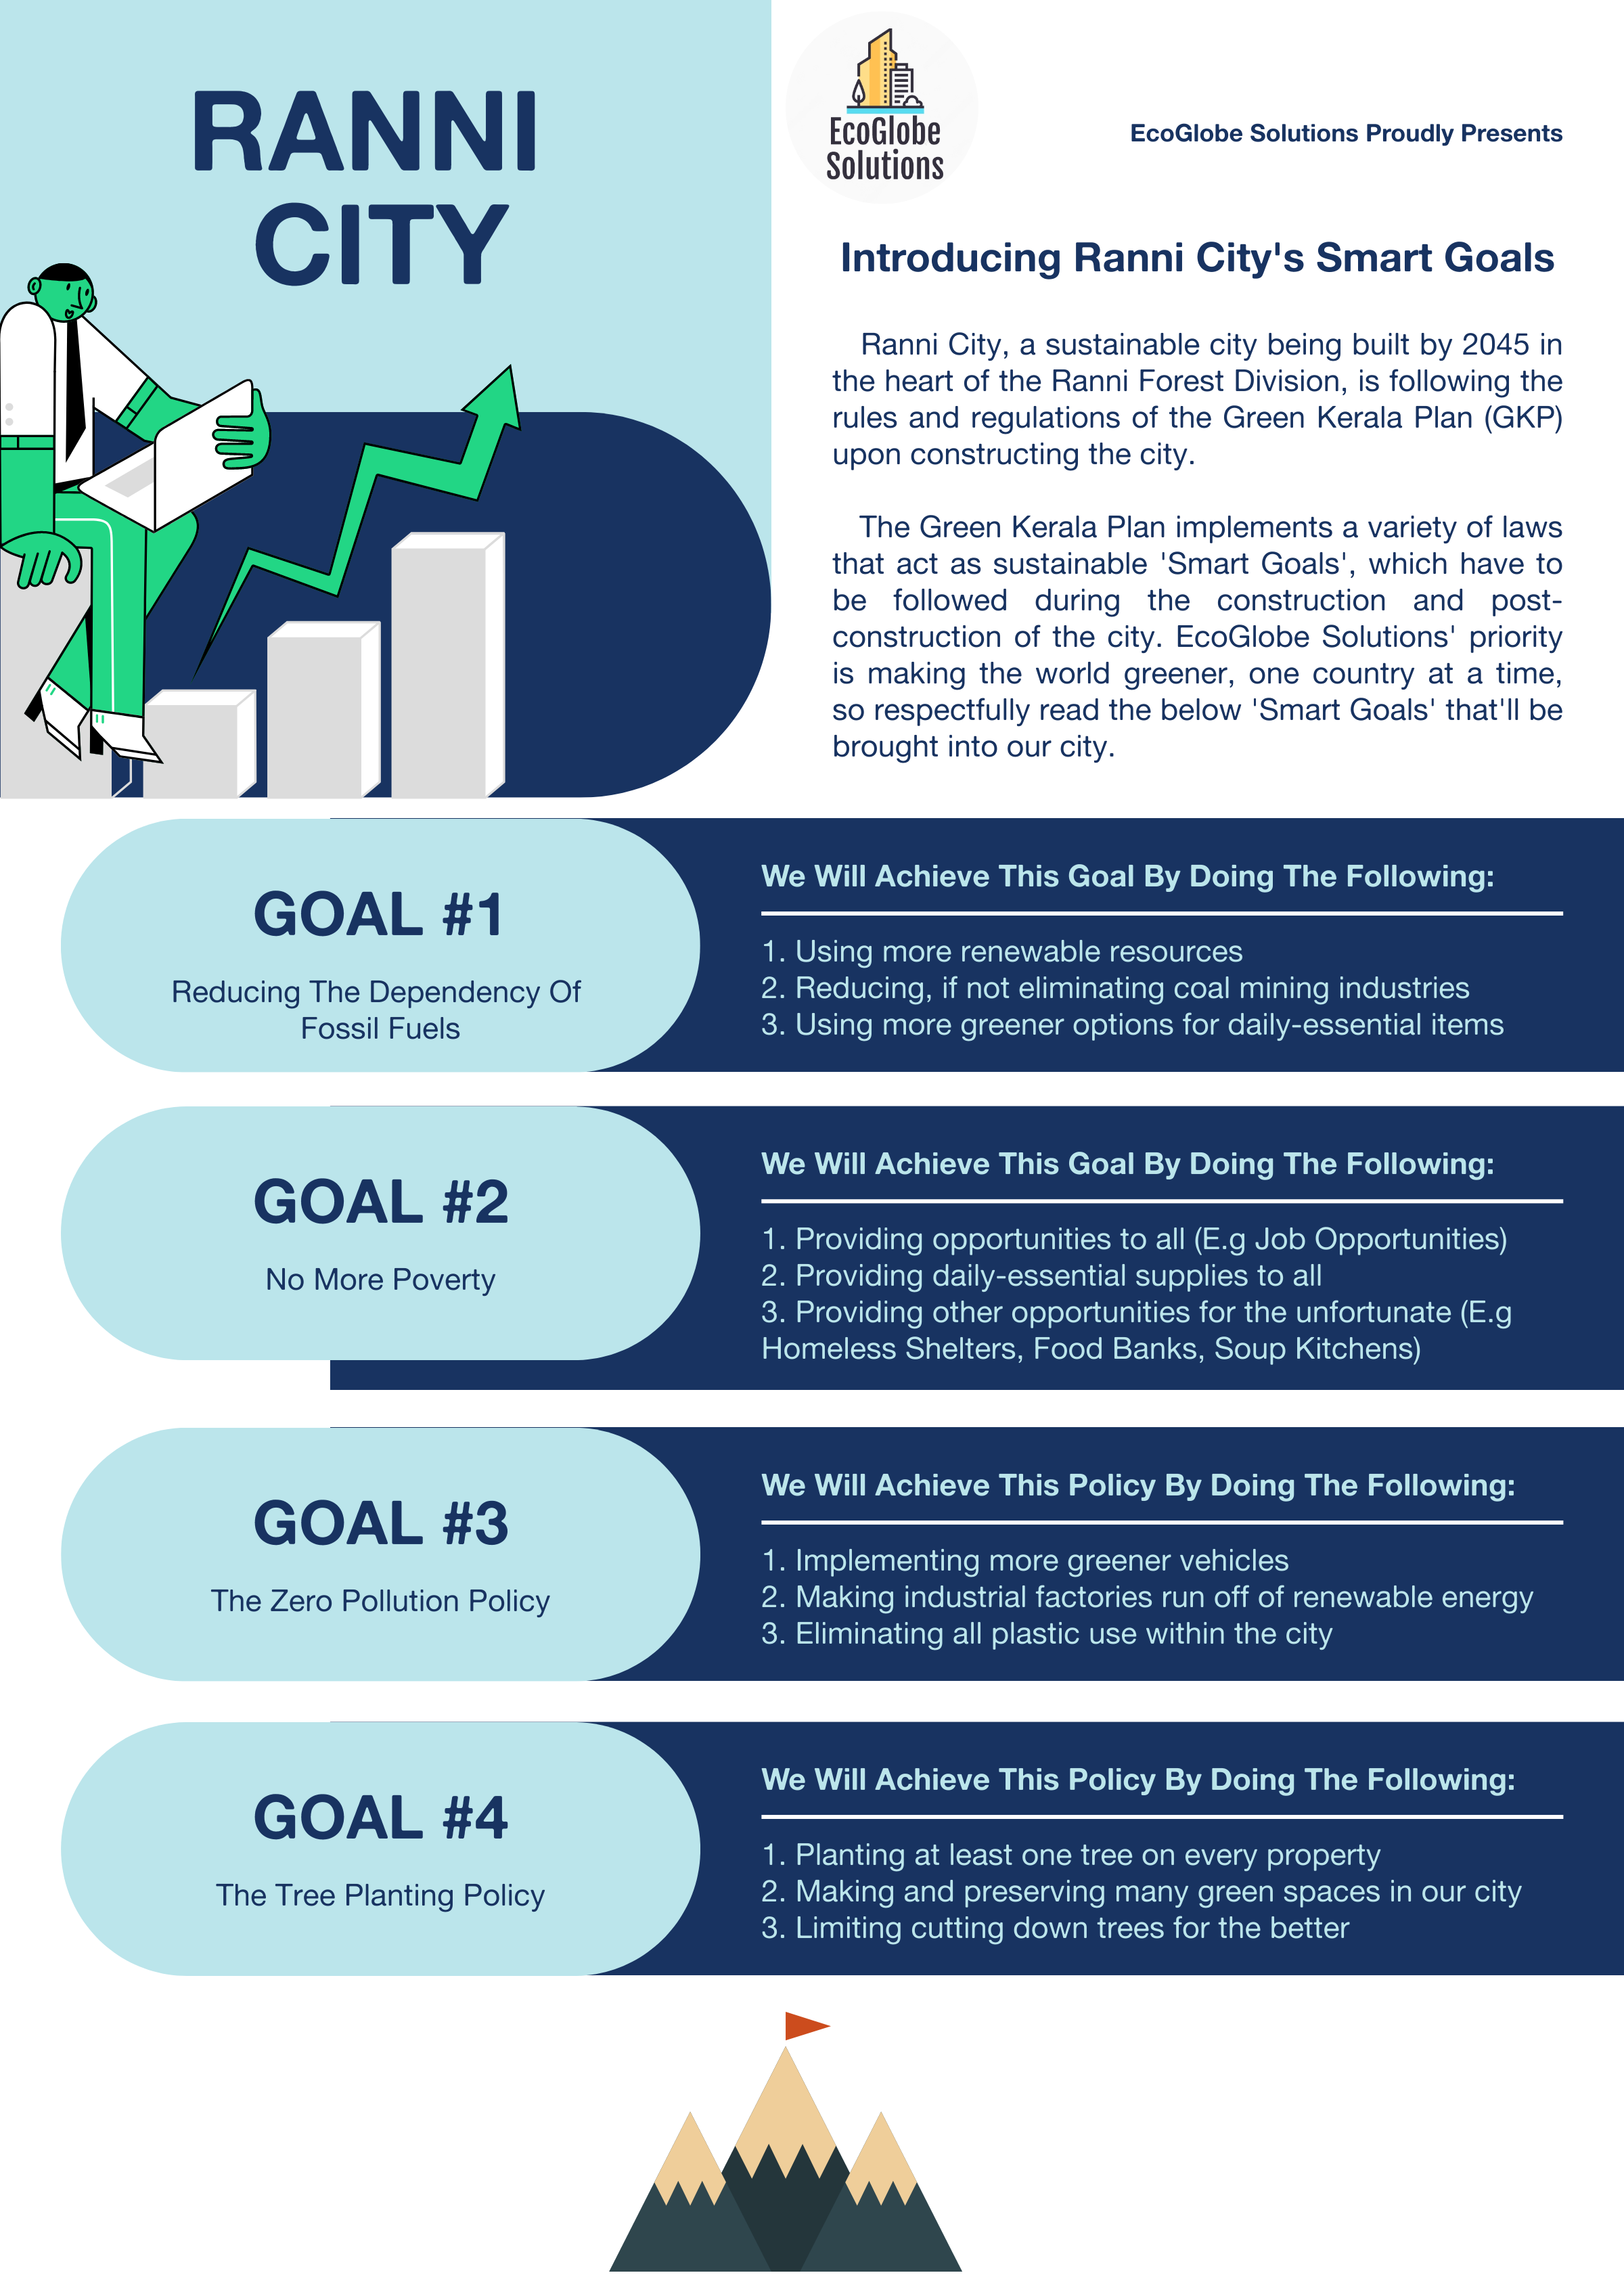 RANNI
CITY
EcoGlobe
Solutions
EcoGlobe Solutions Proudly Presents
Introducing Ranni City's Smart Goals
Ranni City, a sustainable city being built by 2045 in
the heart of the Ranni Forest Division, is following the
rules and regulations of the Green Kerala Plan (GKP)
upon constructing the city.
The Green Kerala Plan implements a variety of laws
that act as sustainable 'Smart Goals', which have to
be followed during the construction and post-
construction of the city. EcoGlobe Solutions' priority
is making the world greener, one country at a time,
so respectfully read the below 'Smart Goals' that'll be
brought into our city.
GOAL #1
Reducing The Dependency Of
Fossil Fuels
We Will Achieve This Goal By Doing The Following:
1. Using more renewable resources
2. Reducing, if not eliminating coal mining industries
3. Using more greener options for daily-essential items
GOAL #2
No More Poverty
We Will Achieve This Goal By Doing The Following:
1. Providing opportunities to all (E.g Job Opportunities)
2. Providing daily-essential supplies to all
3. Providing other opportunities for the unfortunate (E.g
Homeless Shelters, Food Banks, Soup Kitchens)
GOAL #3
The Zero Pollution Policy
We Will Achieve This Policy By Doing The Following:
1. Implementing more greener vehicles
2. Making industrial factories run off of renewable energy
3. Eliminating all plastic use within the city
GOAL #4
The Tree Planting Policy
We Will Achieve This Policy By Doing The Following:
1. Planting at least one tree on every property
2. Making and preserving many green spaces in our city
3. Limiting cutting down trees for the better